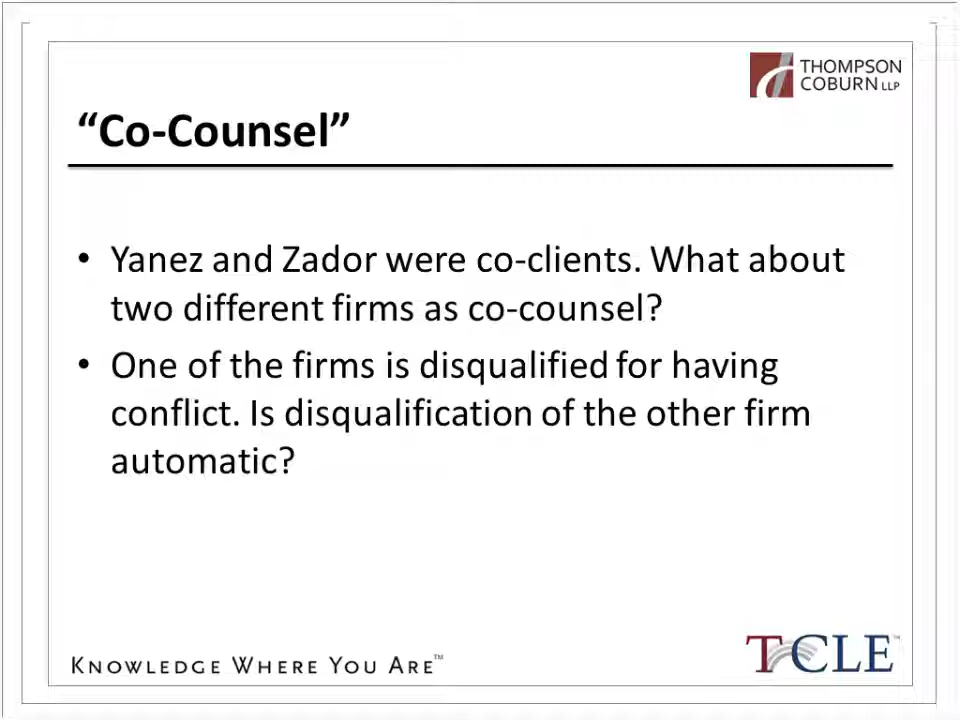 THOMPSON
COBURN LLP
“Co-Counsel”
• Yanez and Zador were co-clients. What about
two different firms as co-counsel?
• One of the firms is disqualified for having
conflict. Is disqualification of the other firm
automatic?
KNOWLEDGE WHERE YOU ARE™
TCLE™